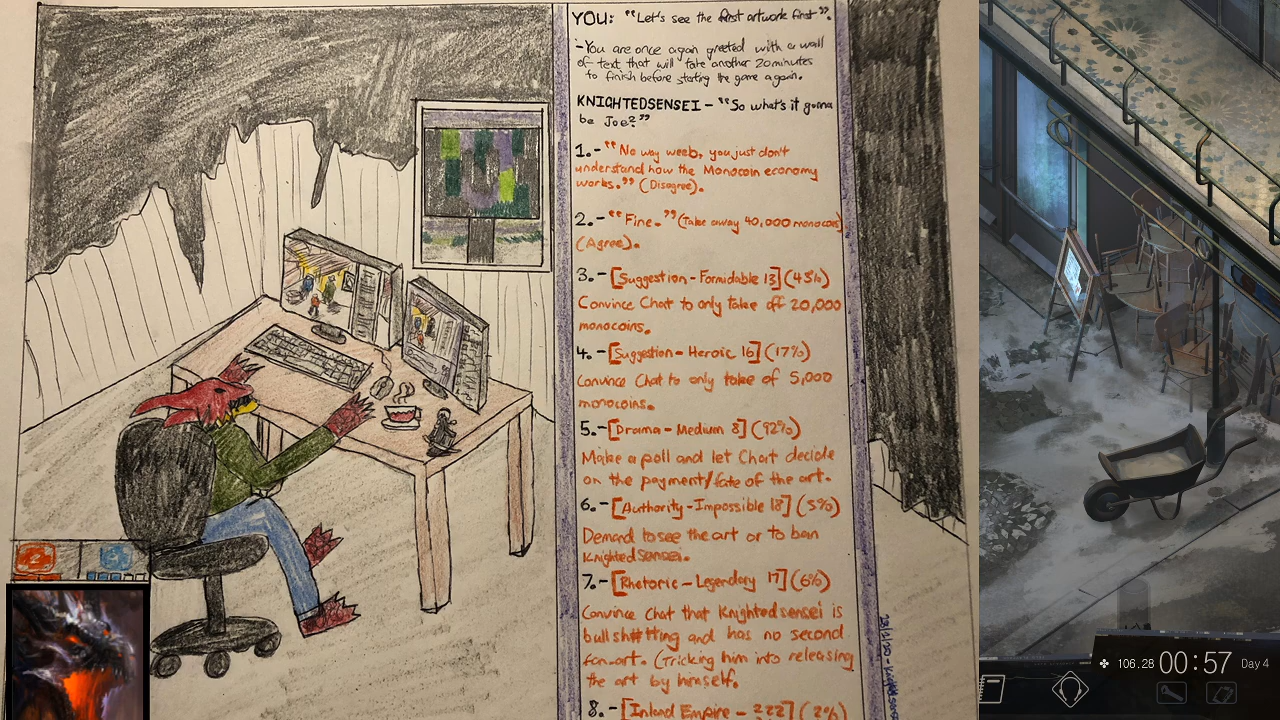 YOU: "Let's see the first artwork first".
-You are once again greeted with a wall
of text that will take another 20 minutes
to finish before starting the game again.
KNIGHTEDSENSEI - "So what's it gonna
be Joe?"
1.- "No way weeb, you just don't
understand how the Monocoin economy
works." (Disagree).
2.- "Fine." (Take away 40,000 monocoins)
(Agree).
3.- [Suggestion - Formidable 13] (43%)
Convince Chat to only take off 20,000
monocoins.
4.- [Suggestion - Heroic 16] (17%)
Convince Chat to only take of 5,000
monocoins.
5.- [Drama - Medium 8] (92%)
Make a poll and let Chart decide
on the payment/fate of the art.
6.- [Authority - Impossible 18] (5%)
Demand to see the art or to ban
Knightedsensei.
7.- [Rhetoric - Legendary 17] (6%)
Convince Chat that Knightedsensei is
bullsh#tting and has no second
fan-art. (Tricking him into releasing
the art by himself.
8.- [Inland Empire - 222] (2%)
106.28 00:57 Day 4